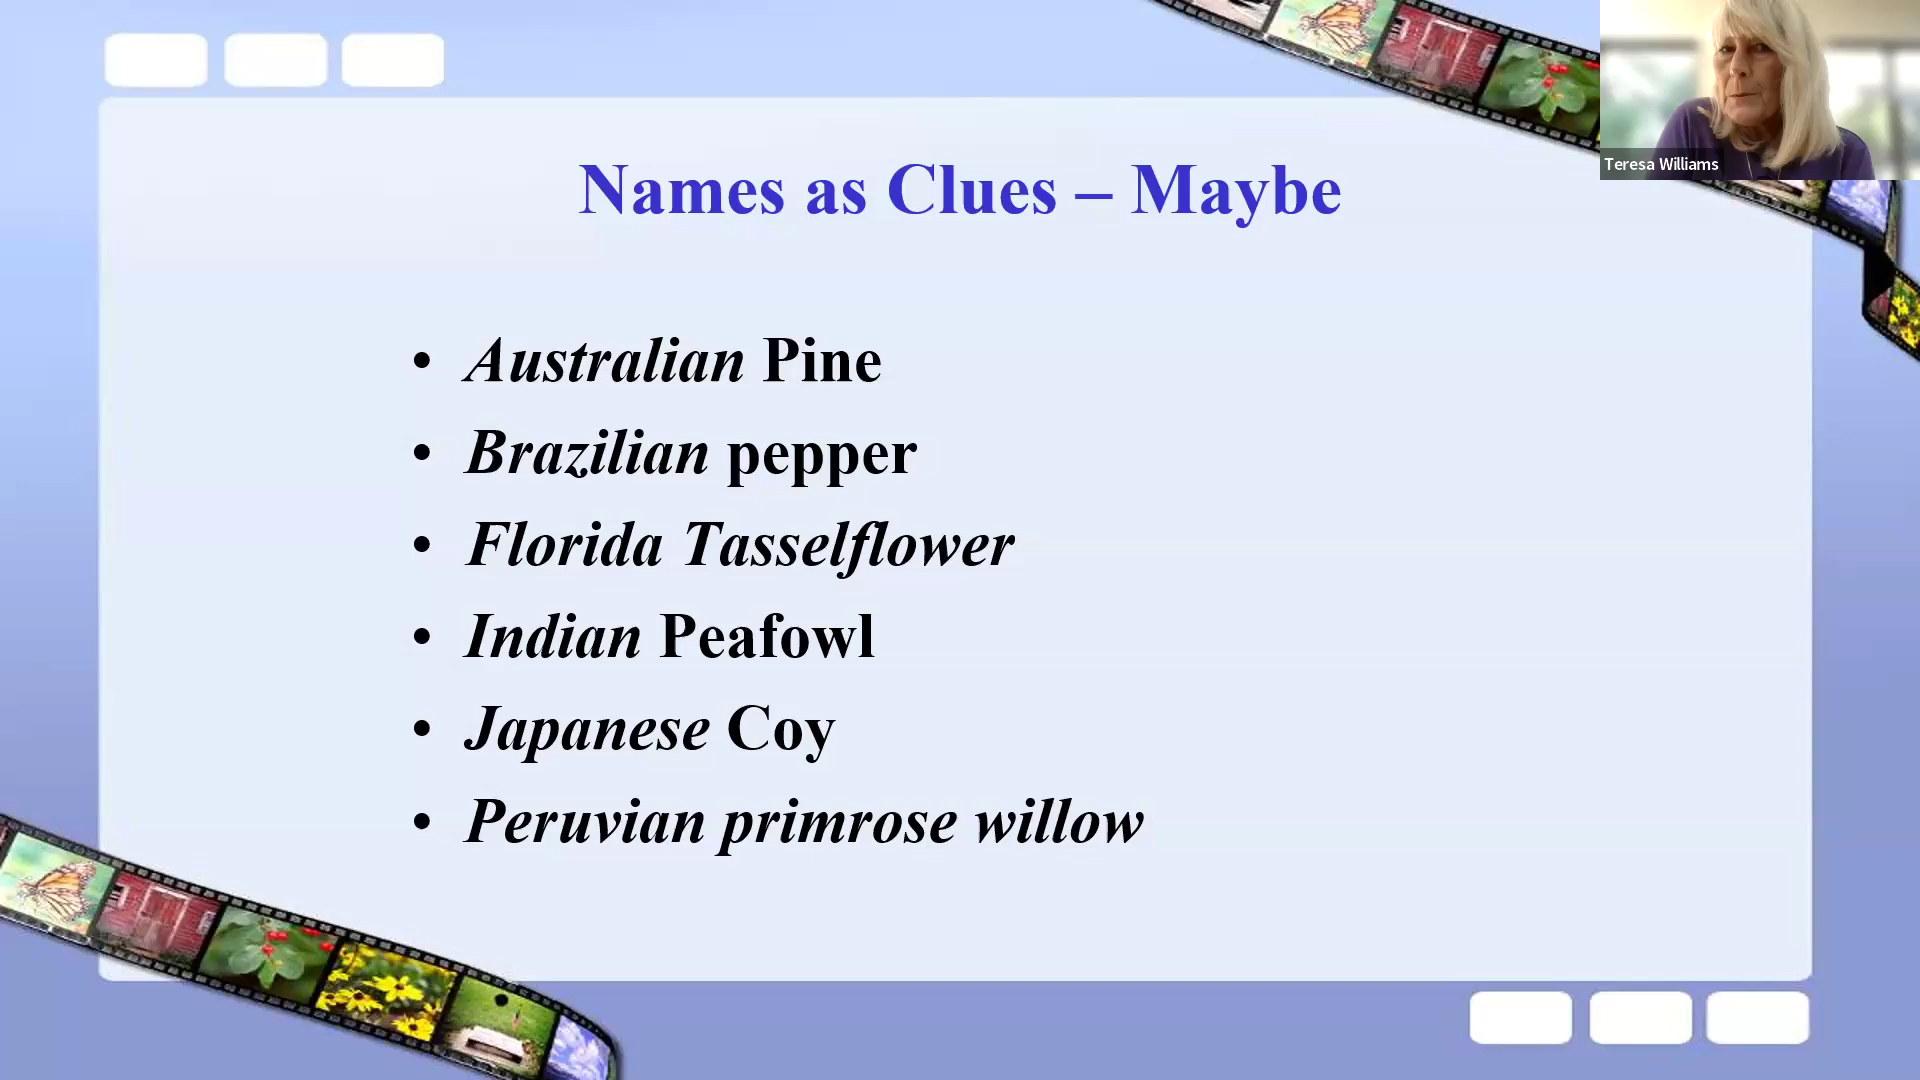 Teresa Williams
Names as Clues – Maybe
• Australian Pine
• Brazilian pepper
• Florida Tasselflower
• Indian Peafowl
• Japanese Coy
• Peruvian primrose willow